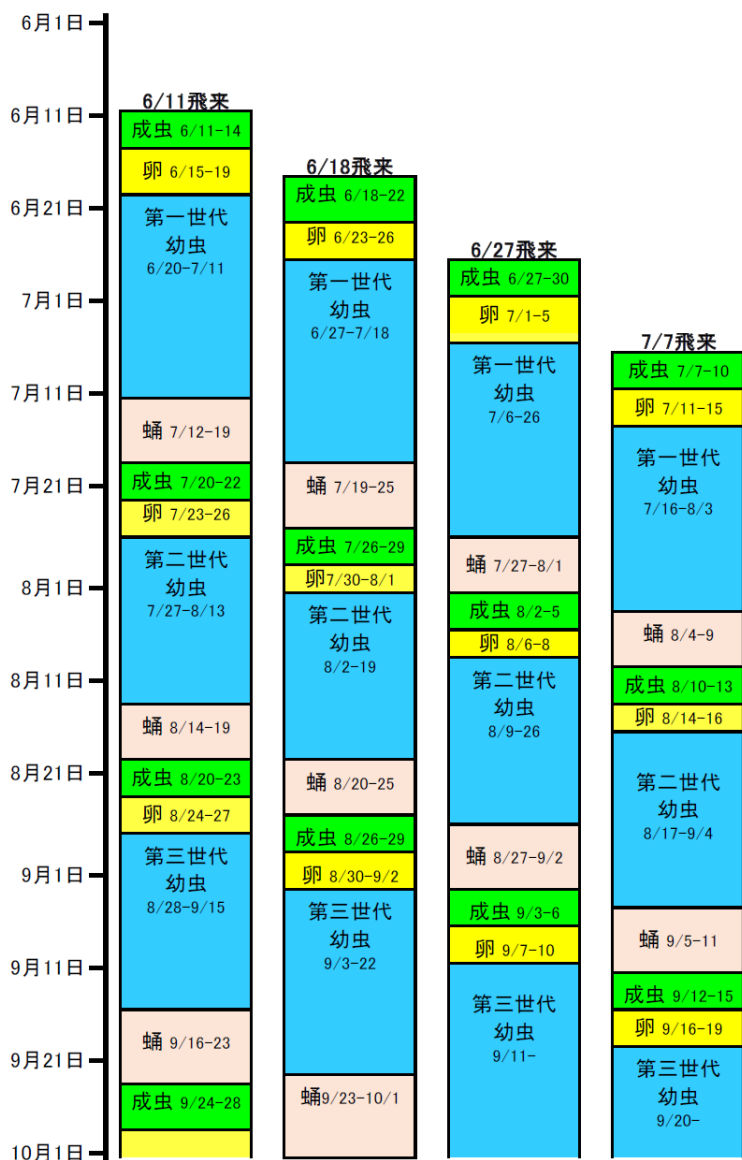 6月1日
6月11日
6月21日
7月1日
7月11日
7月21日
8月1日
8月11日
8月21日
9月1日
9月11日
9月21日
10月1日
6/11飛来
成虫 6/11-14
卵 6/15-19
第一世代
幼虫
6/20-7/11
蛹 7/12-19
成虫 7/20-22
卵 7/23-26
第二世代
幼虫
7/27-8/13
蛹 8/14-19
成虫 8/20-23
卵 8/24-27
第三世代
幼虫
8/28-9/15
蛹 9/16-23
成虫 9/24-28
6/18飛来
成虫 6/18-22
卵 6/23-26
第一世代
幼虫
6/27-7/18
蛹 7/19-25
成虫 7/26-29
卵7/30-8/1
第二世代
幼虫
8/2-19
蛹 8/20-25
成虫 8/26-29
卵 8/30-9/2
第三世代
幼虫
9/3-22
蛹9/23-10/1
6/27飛来
成虫 6/27-30
卵 7/1-5
第一世代
幼虫
7/6-26
蛹 7/27-8/1
成虫 8/2-5
卵 8/6-8
第二世代
幼虫
8/9-26
蛹 8/27-9/2
成虫 9/3-6
卵 9/7-10
第三世代
幼虫
9/11-
7/7飛来
成虫 7/7-10
卵 7/11-15
第一世代
幼虫
7/16-8/3
蛹 8/4-9
成虫 8/10-13
卵 8/14-16
第二世代
幼虫
8/17-9/4
蛹 9/5-11
成虫 9/12-15
卵 9/16-19
第三世代
幼虫
9/20-